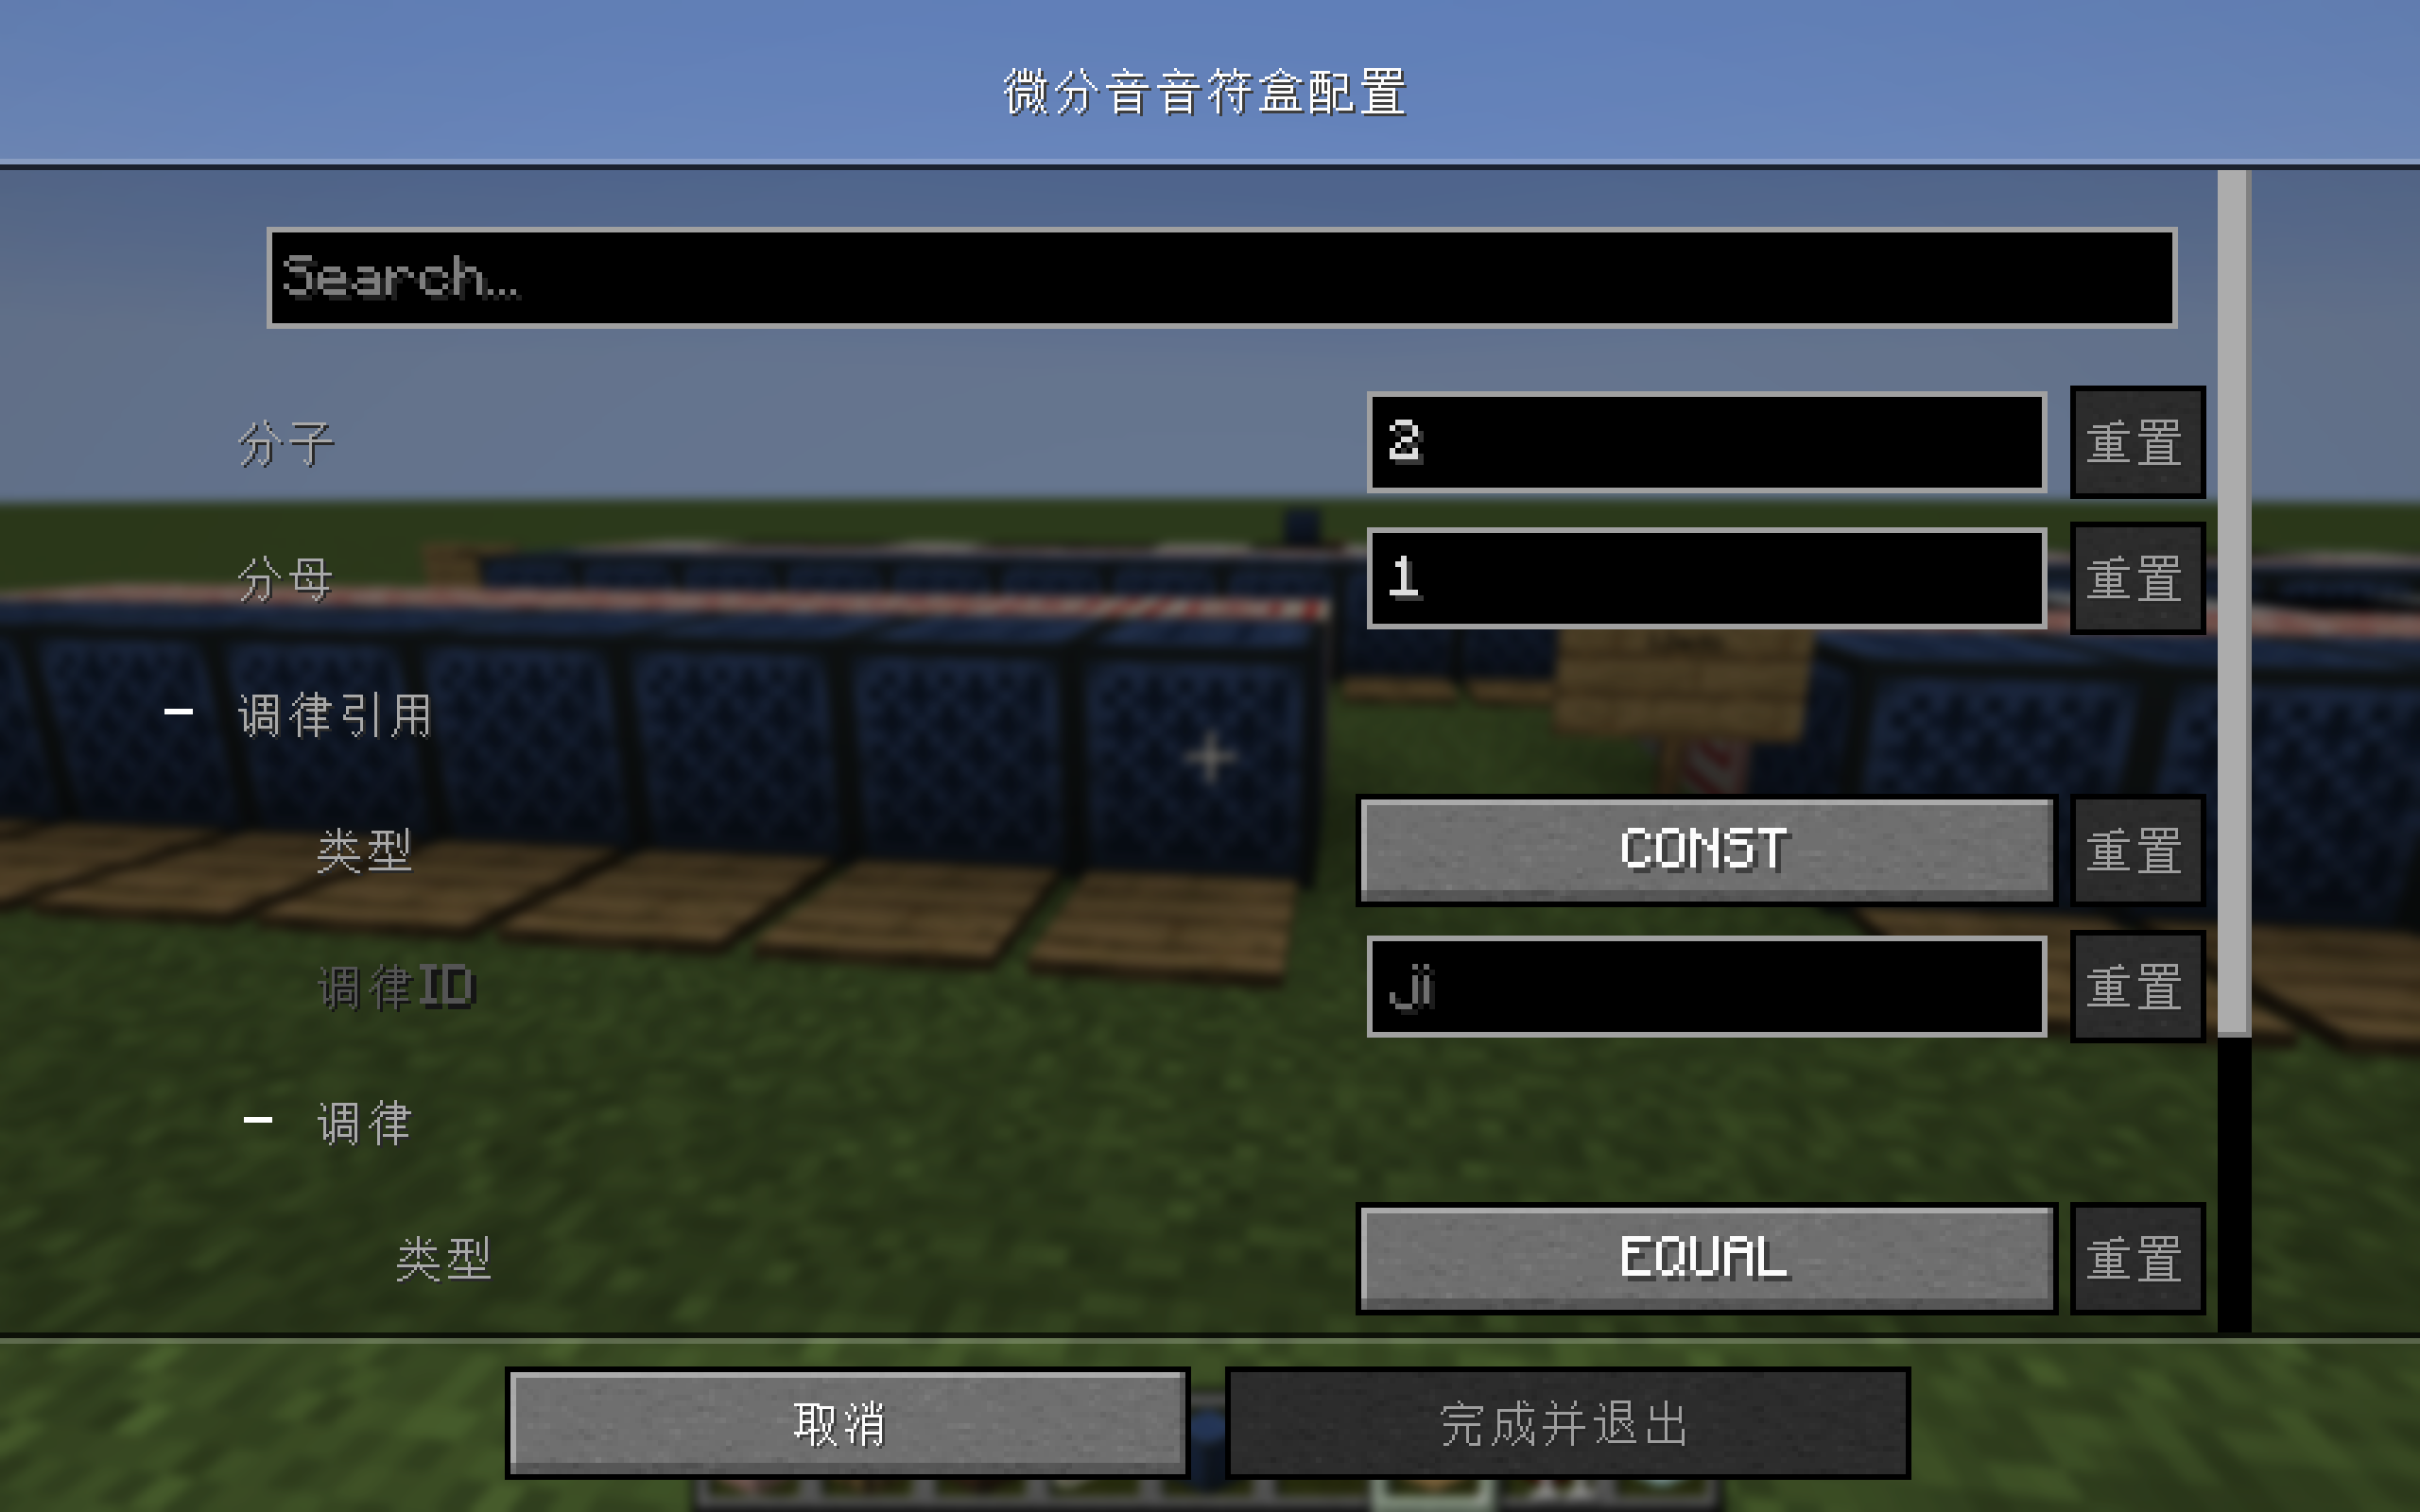 微分音音符盒配置
Search...
分子 2 重置
分母 1 重置
调律引用
类型 CONST 重置
调律ID ji 重置
调律
类型 EQUAL 重置
取消 完成并退出